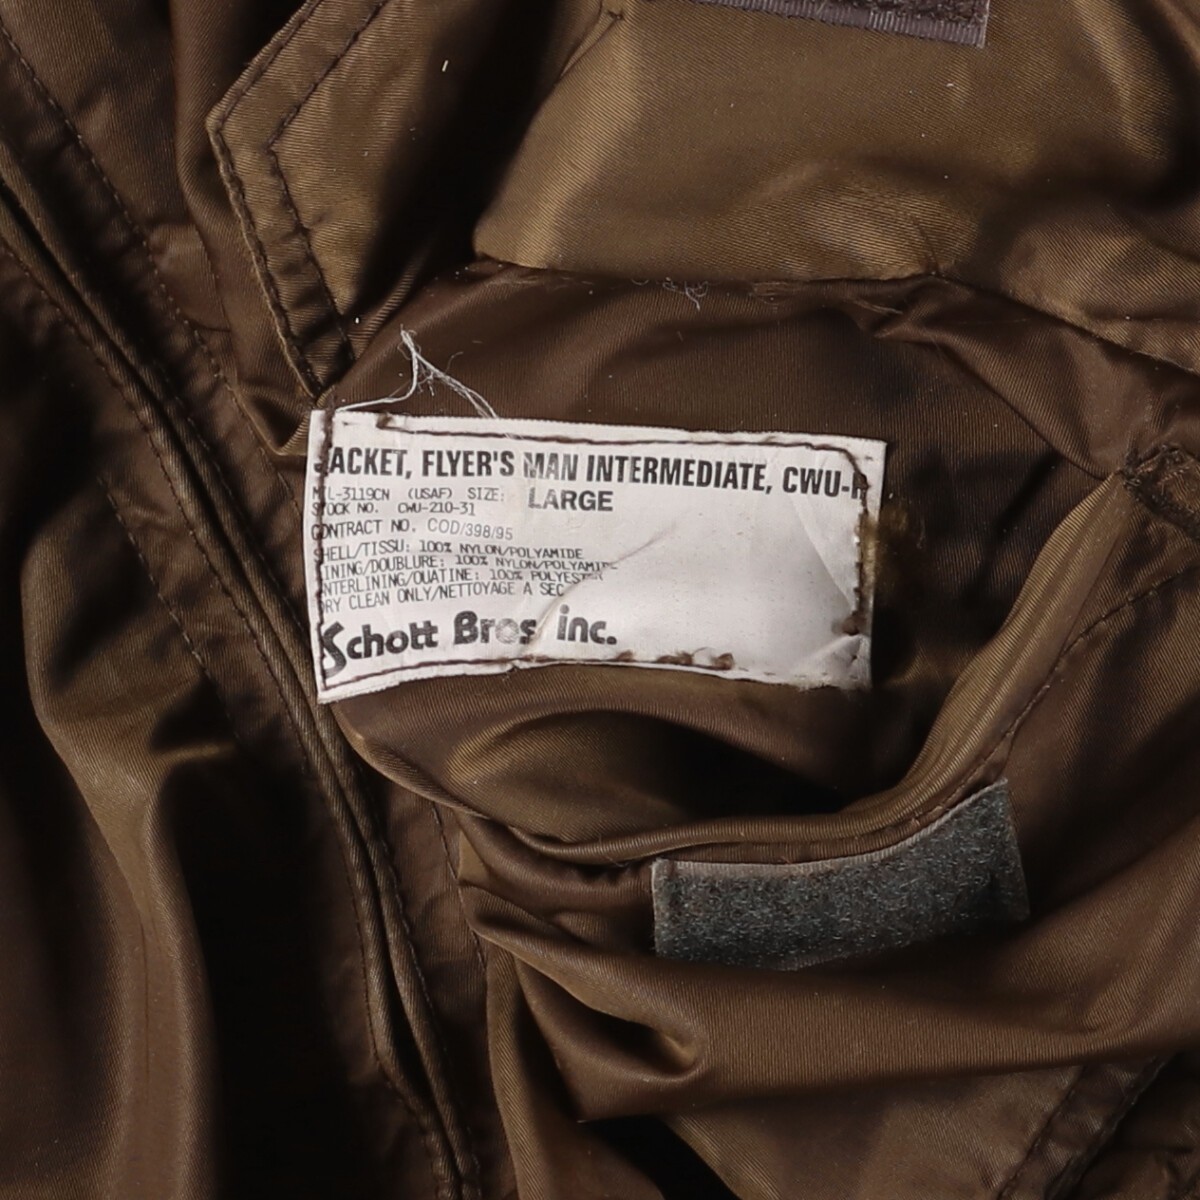 JACKET, FLYER'S MAN INTERMEDIATE, CWU-R
MIL-3119CN (USAF) SIZE: LARGE
STOCK NO. CWU-210-31
CONTRACT NO. COD/398/95
SHELL/TISSU: 100% NYLON/POLYAMIDE
LINING/DOUBLURE: 100% NYLON/POLYAMIDE
INTERLINING/OUATINE: 100% POLYESTER
DRY CLEAN ONLY/NETTOYAGE A SEC
Schott Bros inc.